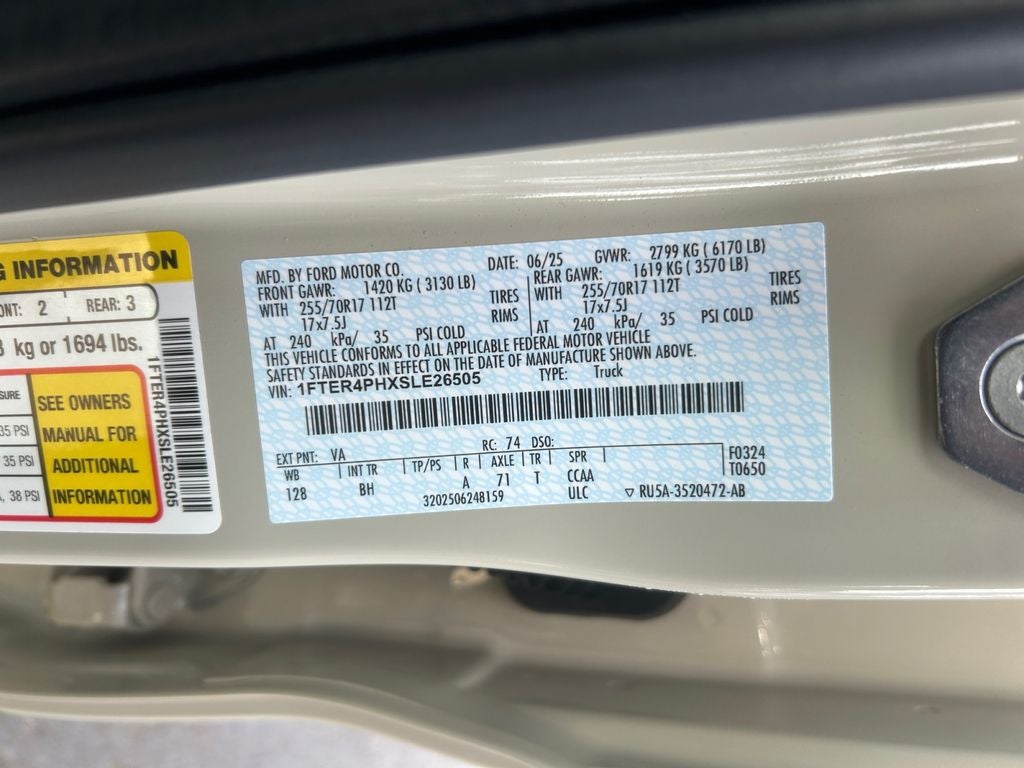 G INFORMATION
ONT: 2 REAR: 3
kg or 1694 lbs.
SURE
35 PSI
35 PSI
, 38 PSI
SEE OWNERS
MANUAL FOR
ADDITIONAL
INFORMATION
1FTER4PHXSLE26505
MFD. BY FORD MOTOR CO. DATE: 06/25 GVWR: 2799 KG ( 6170 LB)
FRONT GAWR: 1420 KG ( 3130 LB) REAR GAWR: 1619 KG ( 3570 LB)
WITH 255/70R17 112T TIRES WITH 255/70R17 112T TIRES
17x7.5J RIMS 17x7.5J RIMS
AT 240 kPa/ 35 PSI COLD AT 240 kPa/ 35 PSI COLD
THIS VEHICLE CONFORMS TO ALL APPLICABLE FEDERAL MOTOR VEHICLE
SAFETY STANDARDS IN EFFECT ON THE DATE OF MANUFACTURE SHOWN ABOVE.
VIN: 1FTER4PHXSLE26505 TYPE: Truck
EXT PNT: VA RC: 74 DSO:
WB INT TR TP/PS R AXLE TR SPR F0324
128 BH A 71 T CCAA T0650
3202506248159 ULC ▽ RU5A-3520472-AB